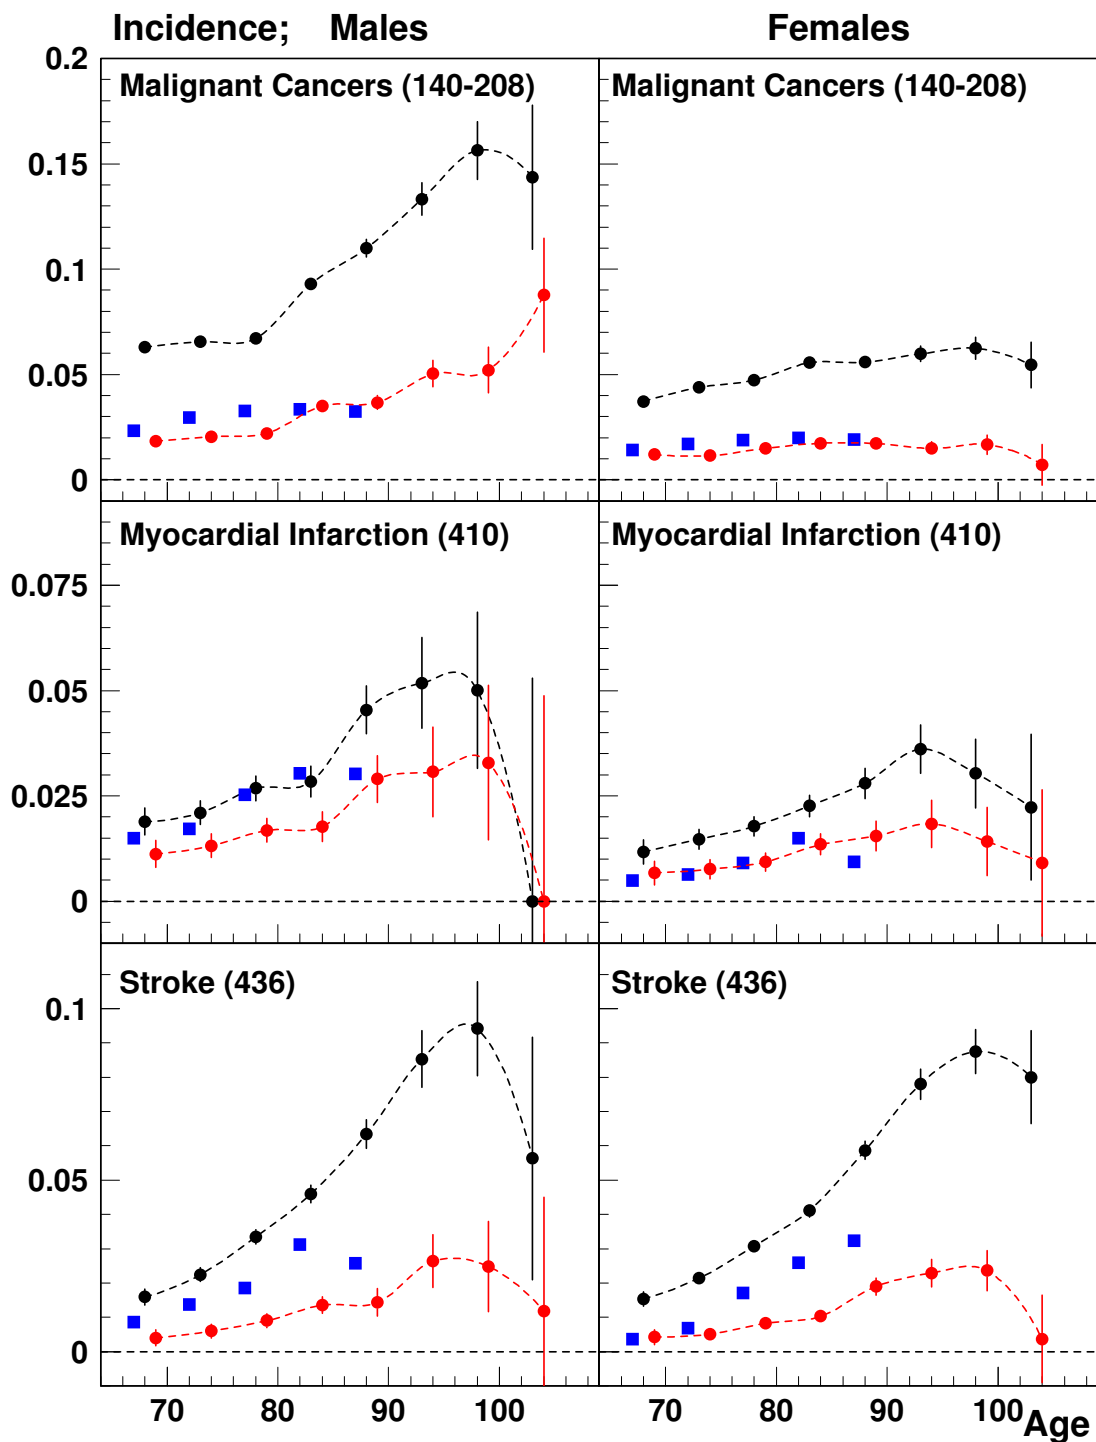 Incidence; Males Females
0.2
Malignant Cancers (140-208) Malignant Cancers (140-208)
0.15
0.1
0.05
0
Myocardial Infarction (410) Myocardial Infarction (410)
0.075
0.05
0.025
0
Stroke (436) Stroke (436)
0.1
0.05
0
70 80 90 100 70 80 90 100 Age